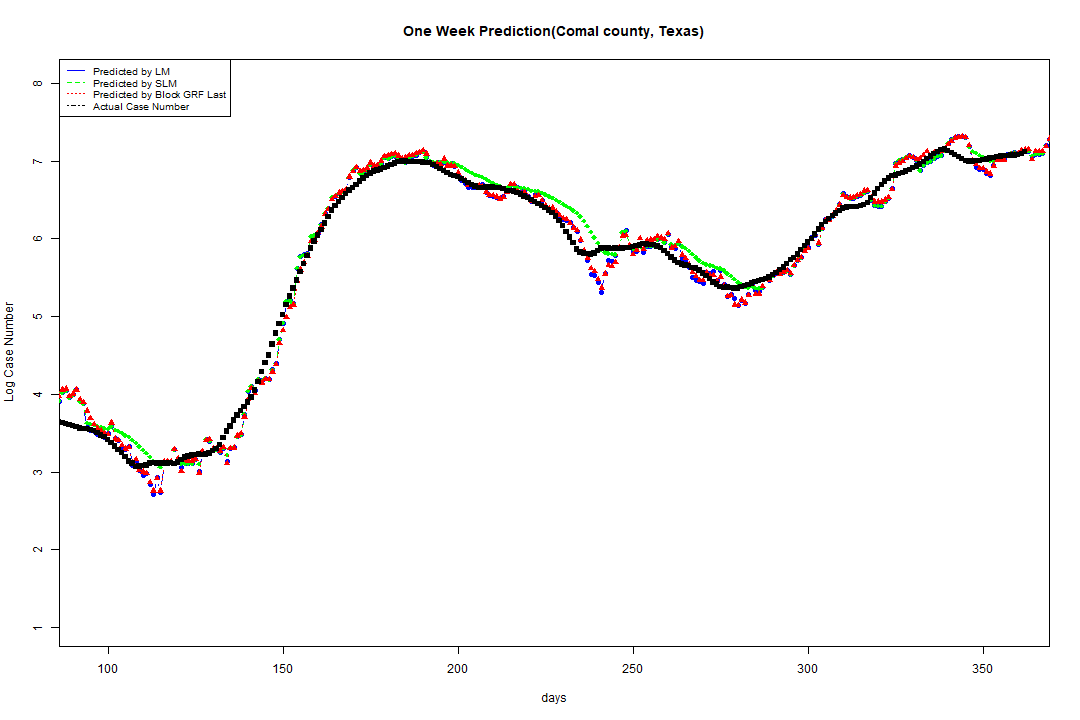 One Week Prediction(Comal county, Texas)
Predicted by LM
Predicted by SLM
Predicted by Block GRF Last
Actual Case Number
8
7
6
5
4
3
2
1
Log Case Number
100 150 200 250 300 350
days